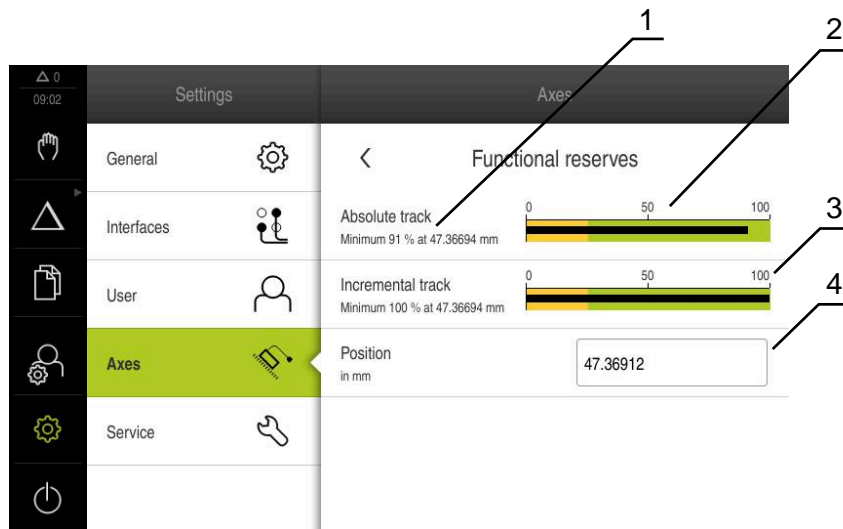 1
2
0
09:02
Settings
Axes
General
Functional reserves
Absolute track
Minimum 91 % at 47.36694 mm
0 50 100
3
Interfaces
Incremental track
Minimum 100 % at 47.36694 mm
0 50 100
4
User
Axes
Position
in mm
47.36912
Service